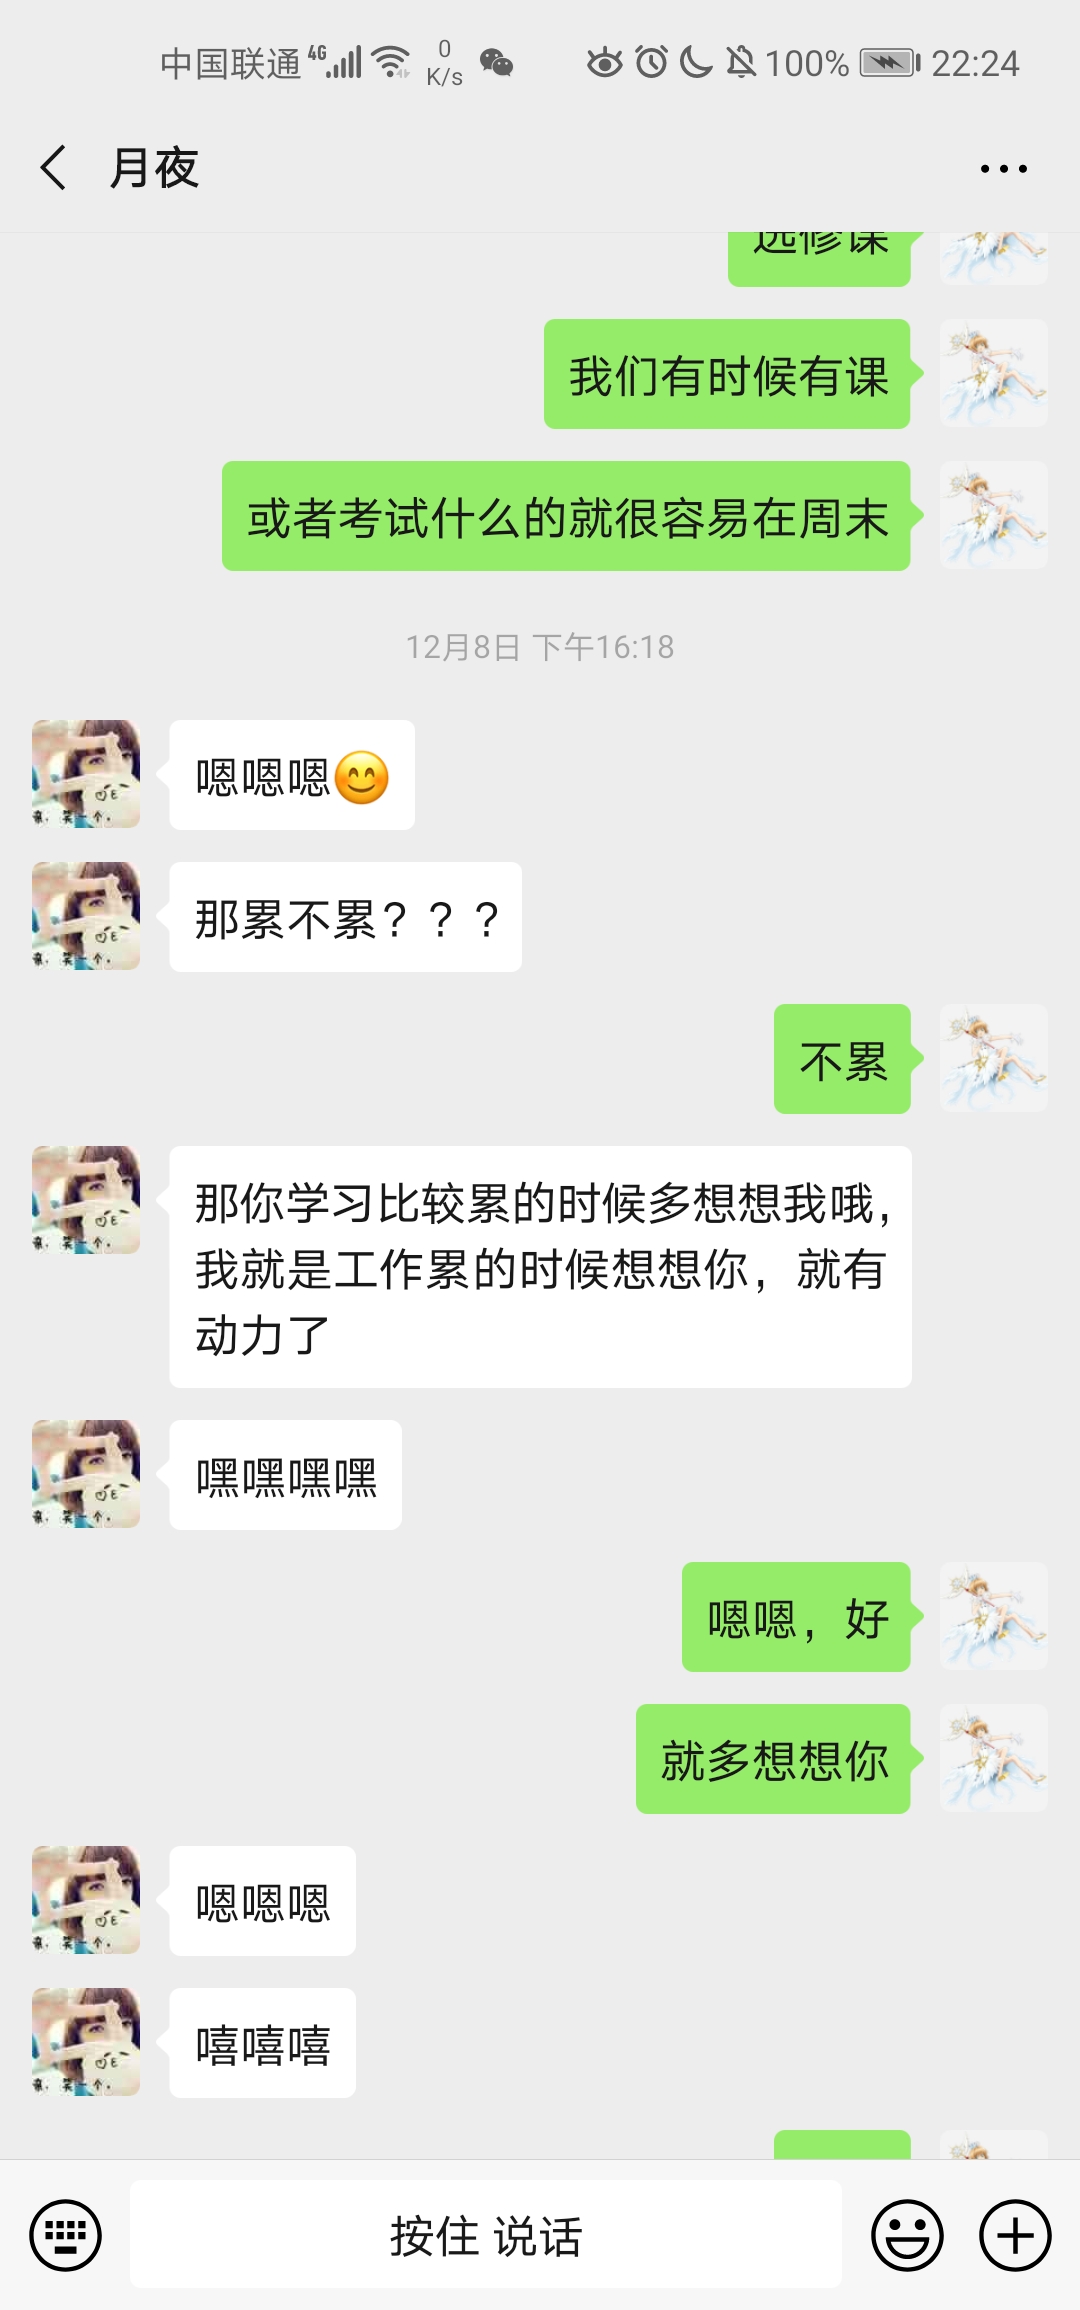 中国联通 4G 0 K/s 100% 22:24
月夜
选修课
我们有时候有课
或者考试什么的就很容易在周末
12月8日 下午16:18
嗯嗯嗯😊
那累不累？？？
不累
那你学习比较累的时候多想想我哦，
我就是工作累的时候想想你，就有
动力了
嘿嘿嘿嘿
嗯嗯，好
就多想想你
嗯嗯嗯
嘻嘻嘻
按住 说话